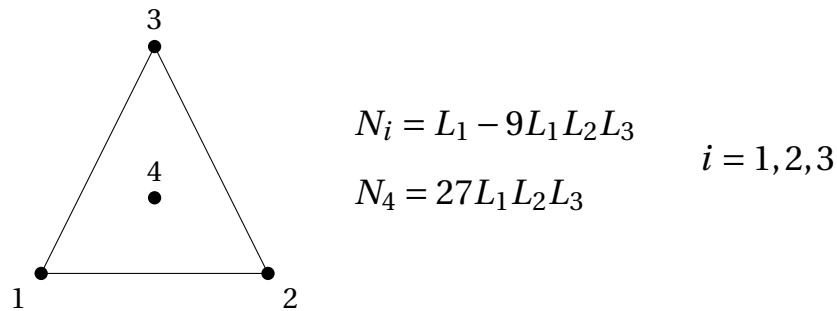 3
N_i = L_1 − 9L_1L_2L_3
4
i = 1,2,3
N_4 = 27L_1L_2L_3
1
2